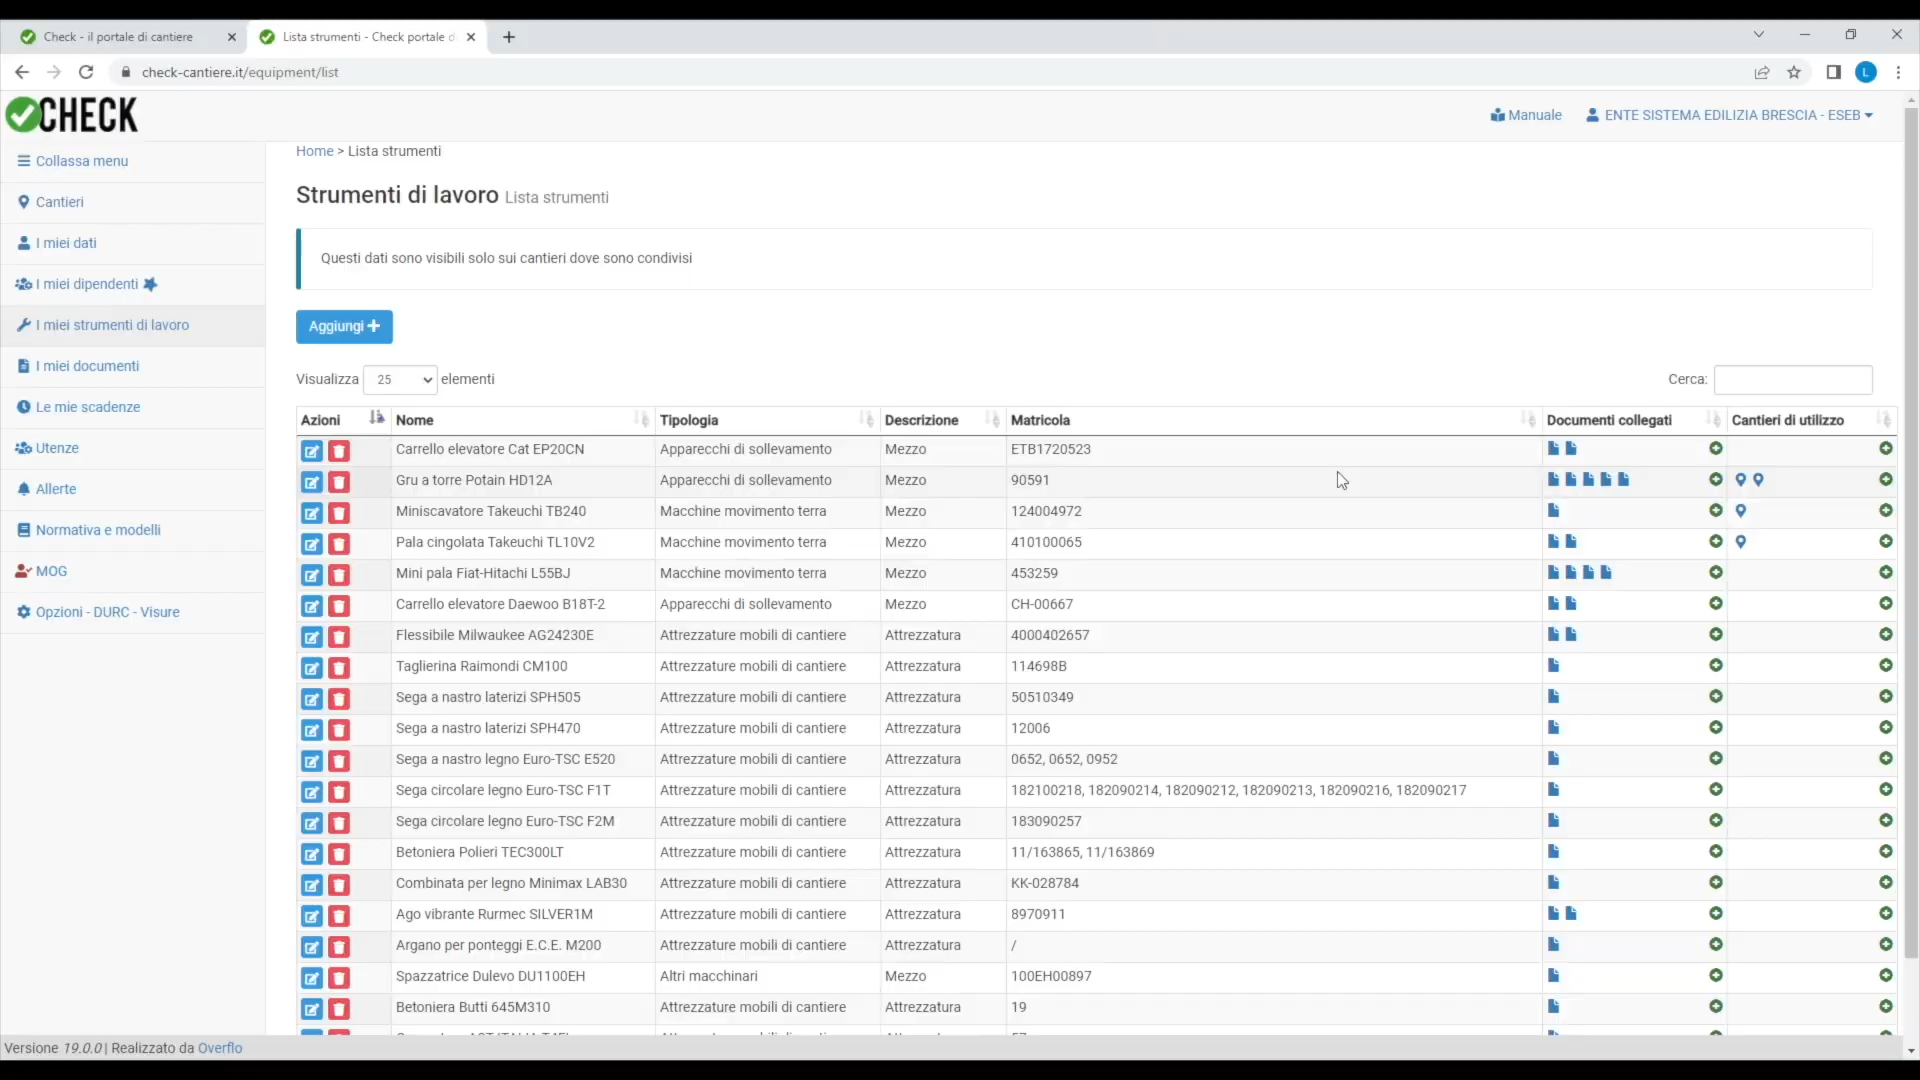 Check - il portale di cantiere
Lista strumenti - Check portale d
check-cantiere.it/equipment/list
L
CHECK
Manuale
ENTE SISTEMA EDILIZIA BRESCIA - ESEB
Collassa menu
Cantieri
I miei dati
I miei dipendenti
I miei strumenti di lavoro
I miei documenti
Le mie scadenze
Utenze
Allerte
Normativa e modelli
MOG
Opzioni - DURC - Visure
Home > Lista strumenti
Strumenti di lavoro Lista strumenti
Questi dati sono visibili solo sui cantieri dove sono condivisi
Aggiungi
Visualizza 25 elementi
Cerca:
Azioni Nome Tipologia Descrizione Matricola Documenti collegati Cantieri di utilizzo
Carrello elevatore Cat EP20CN Apparecchi di sollevamento Mezzo ETB1720523
Gru a torre Potain HD12A Apparecchi di sollevamento Mezzo 90591
Miniscavatore Takeuchi TB240 Macchine movimento terra Mezzo 124004972
Pala cingolata Takeuchi TL10V2 Macchine movimento terra Mezzo 410100065
Mini pala Fiat-Hitachi L55BJ Macchine movimento terra Mezzo 453259
Carrello elevatore Daewoo B18T-2 Apparecchi di sollevamento Mezzo CH-00667
Flessibile Milwaukee AG24230E Attrezzature mobili di cantiere Attrezzatura 4000402657
Taglierina Raimondi CM100 Attrezzature mobili di cantiere Attrezzatura 114698B
Sega a nastro laterizi SPH505 Attrezzature mobili di cantiere Attrezzatura 50510349
Sega a nastro laterizi SPH470 Attrezzature mobili di cantiere Attrezzatura 12006
Sega a nastro legno Euro-TSC E520 Attrezzature mobili di cantiere Attrezzatura 0652, 0652, 0952
Sega circolare legno Euro-TSC F1T Attrezzature mobili di cantiere Attrezzatura 182100218, 182090214, 182090212, 182090213, 182090216, 182090217
Sega circolare legno Euro-TSC F2M Attrezzature mobili di cantiere Attrezzatura 183090257
Betoniera Polieri TEC300LT Attrezzature mobili di cantiere Attrezzatura 11/163865, 11/163869
Combinata per legno Minimax LAB30 Attrezzature mobili di cantiere Attrezzatura KK-028784
Ago vibrante Rurmec SILVER1M Attrezzature mobili di cantiere Attrezzatura 8970911
Argano per ponteggi E.C.E. M200 Attrezzature mobili di cantiere Attrezzatura /
Spazzatrice Dulevo DU1100EH Altri macchinari Mezzo 100EH00897
Betoniera Butti 645M310 Attrezzature mobili di cantiere Attrezzatura 19
Versione 19.0.0 | Realizzato da Overflo